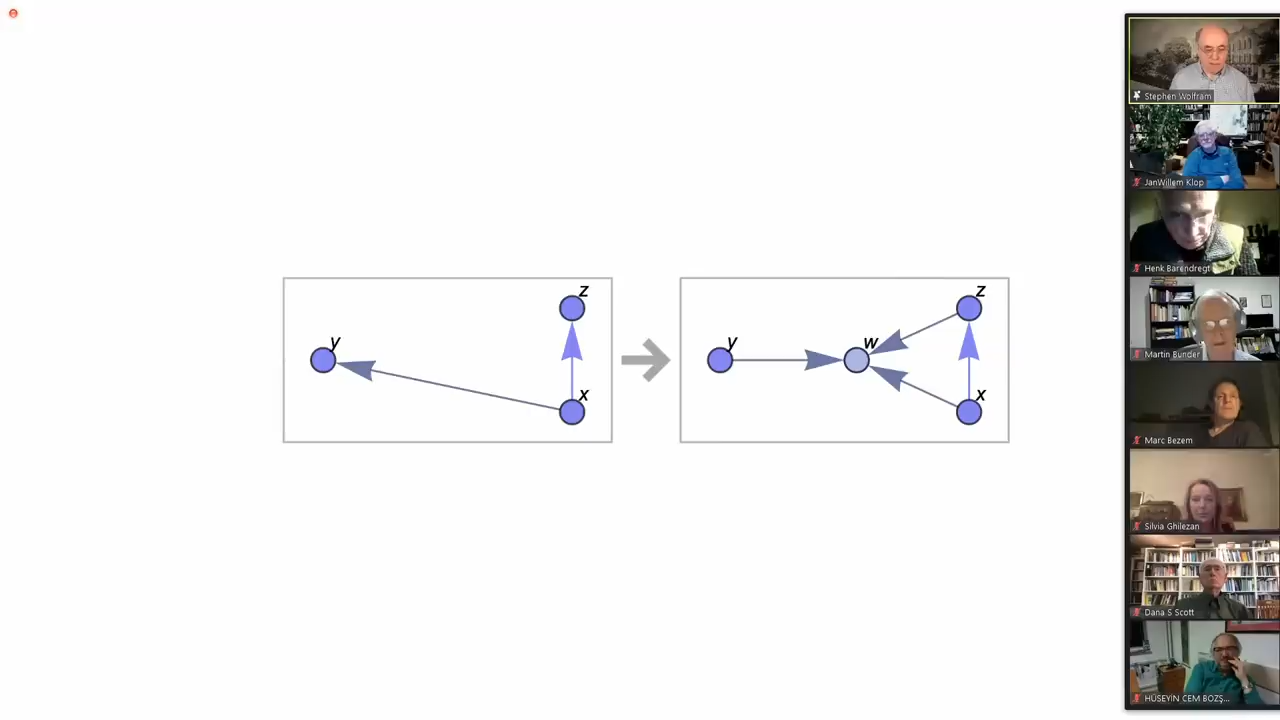 z
y
x
z
y
w
x
Stephen Wolfram
JanWillem Klop
Henk Barendregt
Martin Bunder
Marc Bezem
Silvia Ghilezan
Dana S Scott
HÜSEYİN CEM BOZŞ...